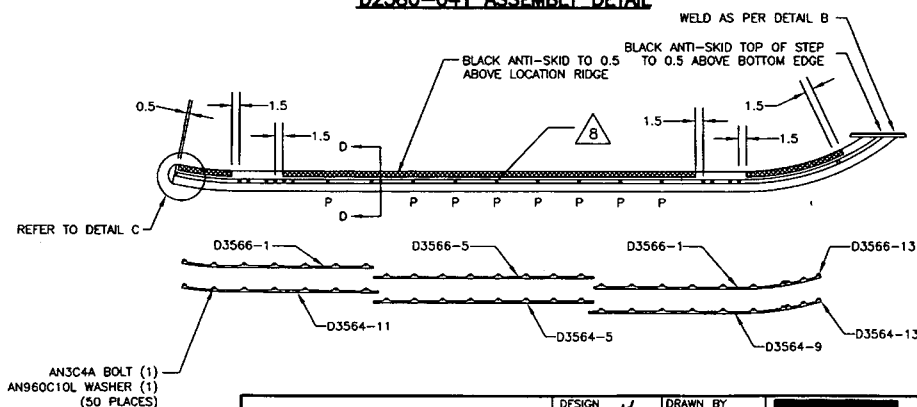 D2580-041 ASSEMBLY DETAIL
WELD AS PER DETAIL B
BLACK ANTI-SKID TO 0.5
ABOVE LOCATION RIDGE
BLACK ANTI-SKID TOP OF STEP
TO 0.5 ABOVE BOTTOM EDGE
0.5
1.5
1.5
8
1.5
1.5
1.5
D
D
P P P P P P P P
REFER TO DETAIL C
D3566-1
D3566-5
D3566-1
D3566-13
D3564-11
D3564-5
D3564-9
D3564-13
AN3C4A BOLT (1)
AN960C10L WASHER (1)
(50 PLACES)
DESIGN
DRAWN BY